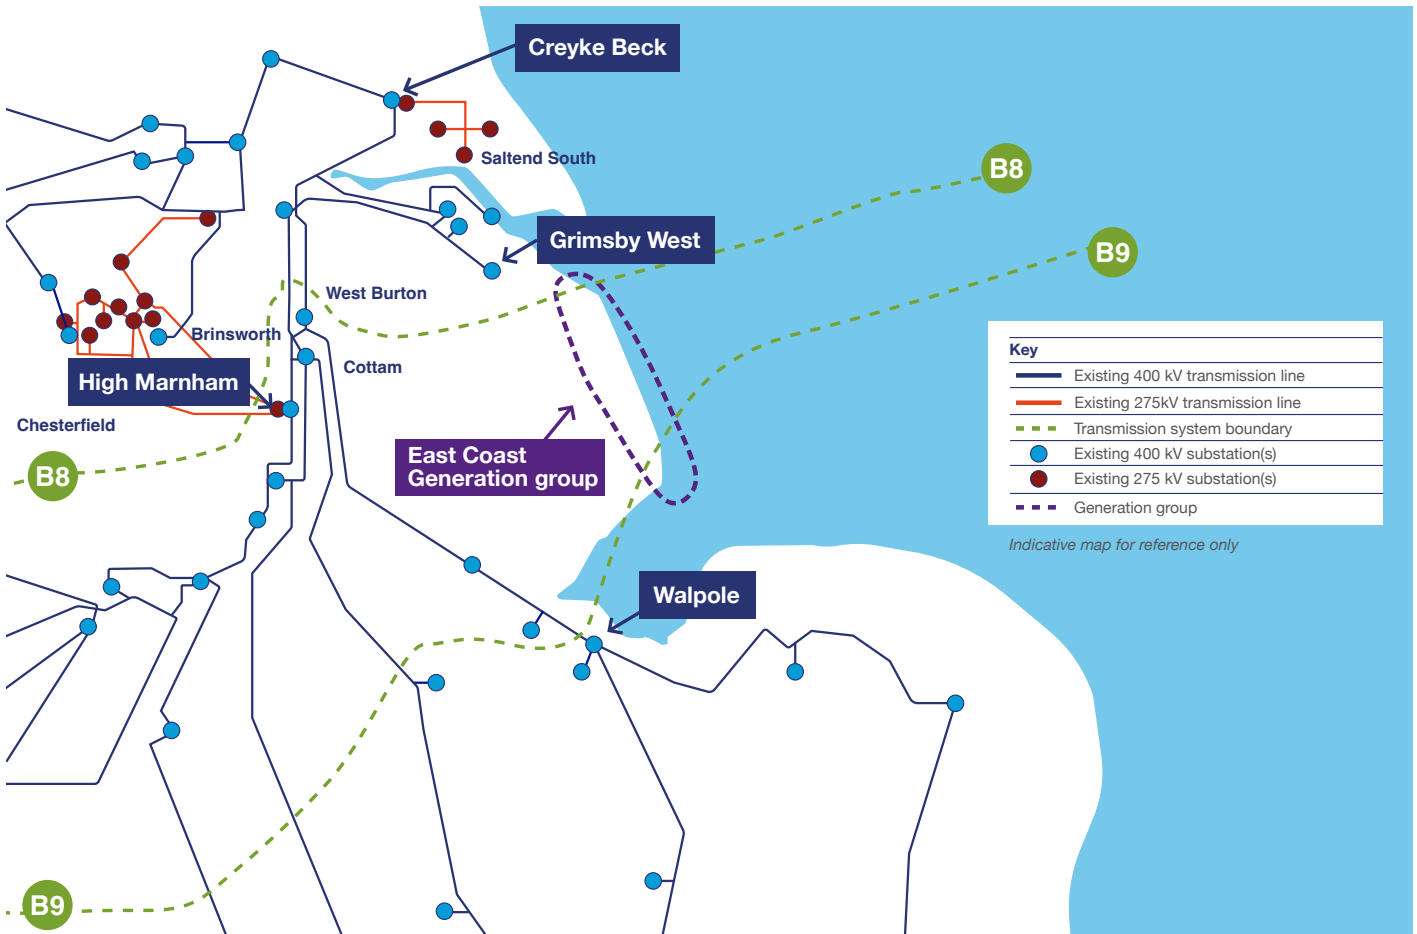 Creyke Beck
B8
Saltend South
B9
Grimsby West
West Burton
Brinsworth
Key
Existing 400 kV transmission line
Existing 275kV transmission line
Transmission system boundary
Existing 400 kV substation(s)
Existing 275 kV substation(s)
Generation group
Indicative map for reference only
Cottam
High Marnham
Chesterfield
East Coast
Generation group
B8
Walpole
B9